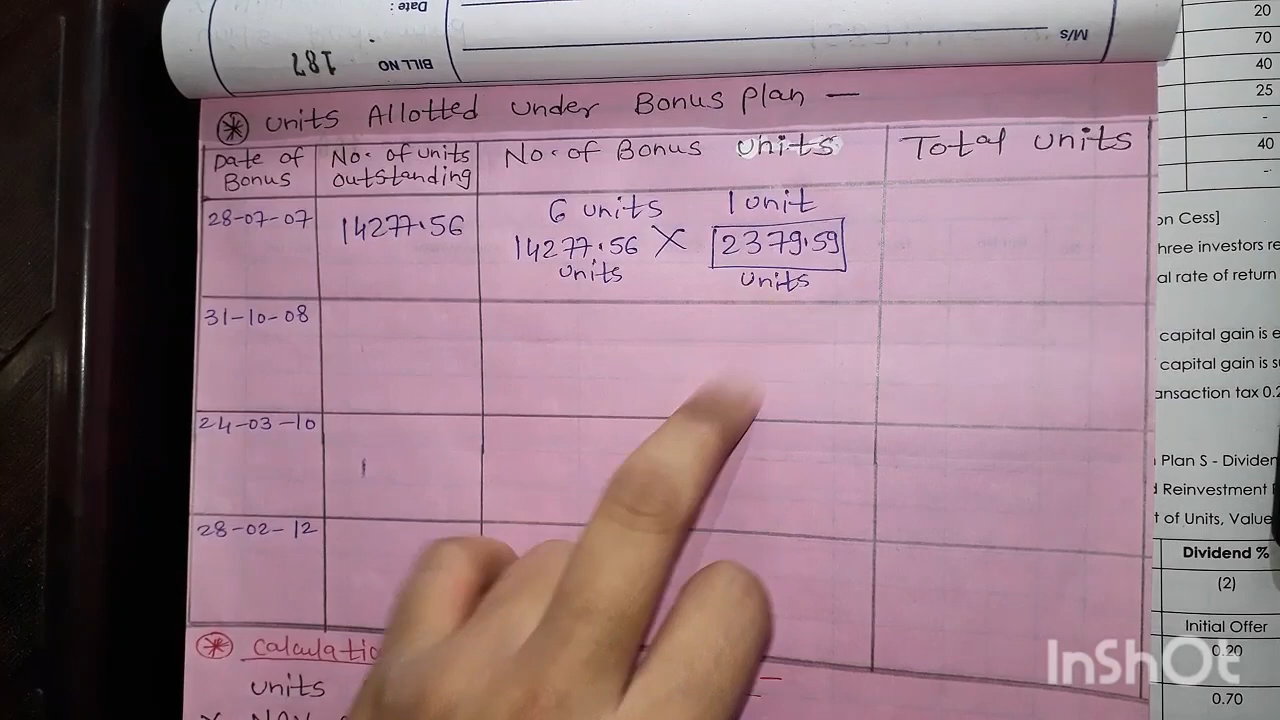 Date :
BILL NO 187
M/s
* Units Allotted Under Bonus Plan —
Date of Bonus
No. of units outstanding
No. of Bonus units
Total units
28-07-07
14277.56
6 units 1 unit
14277.56 X 2379.59
units units
31-10-08
24-03-10
28-02-12
* Calculatio
units
20
70
40
25
-
40
-
on Cess]
hree investors re
al rate of return
capital gain is e
capital gain is su
ansaction tax 0.2
Plan S - Dividen
d Reinvestment
t of Units, Value
Dividend %
(2)
Initial Offer
0.20
0.70
InShOt